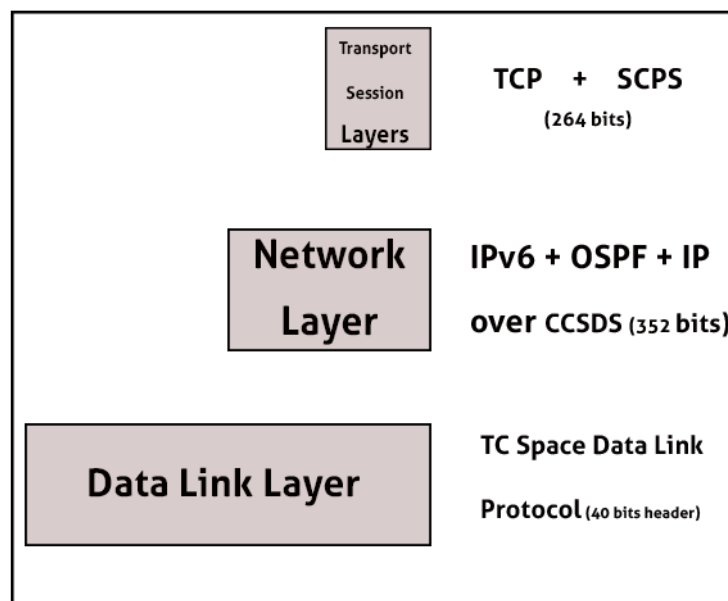 Transport
Session
Layers
TCP + SCPS
(264 bits)
Network
Layer
IPv6 + OSPF + IP
over CCSDS (352 bits)
Data Link Layer
TC Space Data Link
Protocol (40 bits header)